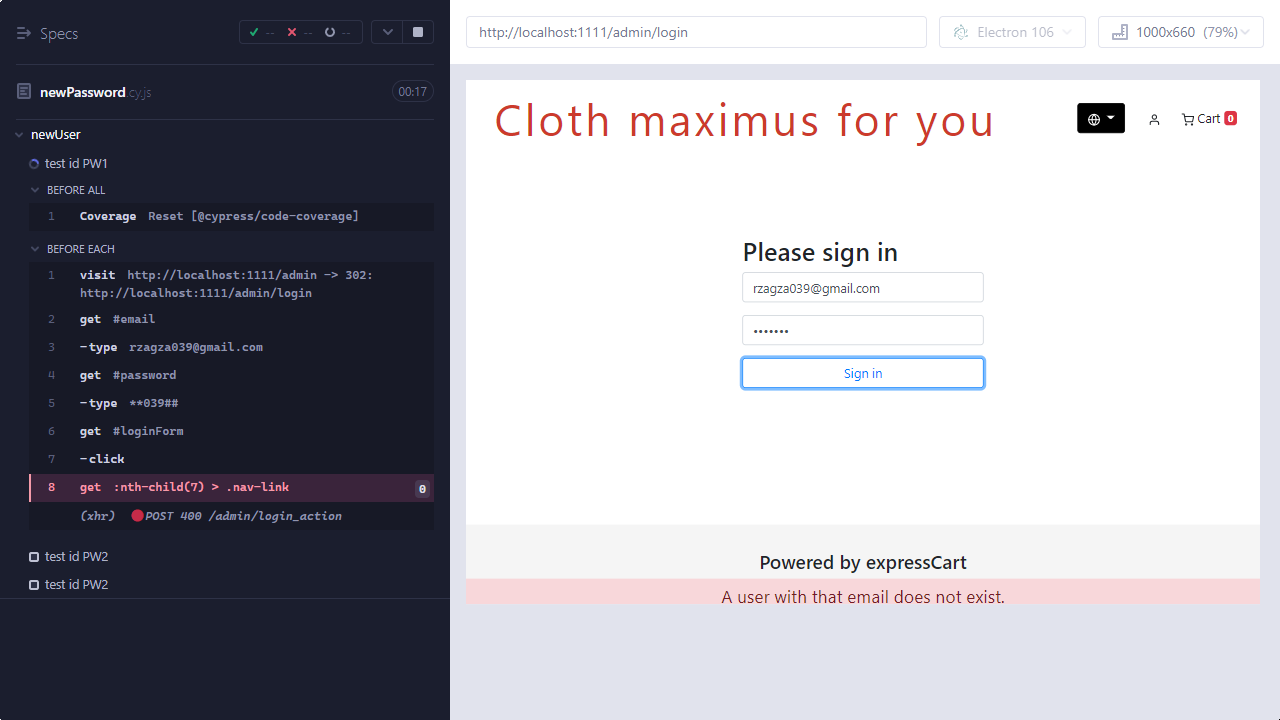 Specs
-- -- --
newPassword.cy.js 00:17
newUser
test id PW1
BEFORE ALL
1 Coverage Reset [@cypress/code-coverage]
BEFORE EACH
1 visit http://localhost:1111/admin -> 302:
http://localhost:1111/admin/login
2 get #email
3 -type rzagza039@gmail.com
4 get #password
5 -type **039##
6 get #loginForm
7 -click
8 get :nth-child(7) > .nav-link 0
(xhr) POST 400 /admin/login_action
test id PW2
test id PW2
http://localhost:1111/admin/login
Electron 106
1000x660 (79%)
Cloth maximus for you
Cart 0
Please sign in
rzagza039@gmail.com
•••••••
Sign in
Powered by expressCart
A user with that email does not exist.